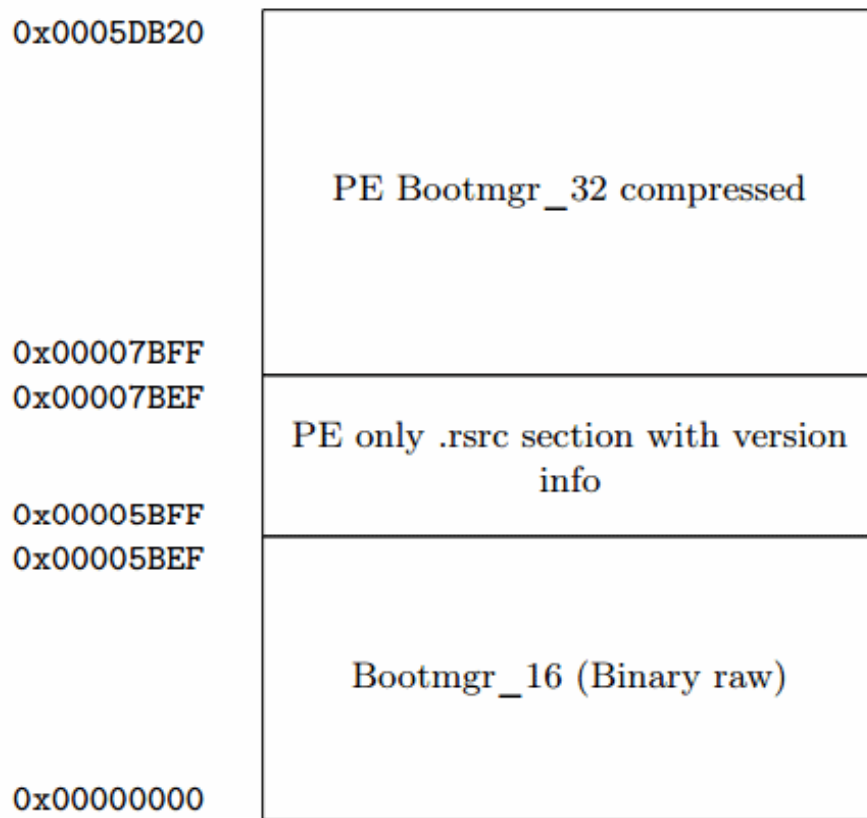 0x0005DB20
PE Bootmgr_32 compressed
0x00007BFF
0x00007BEF
PE only .rsrc section with version
info
0x00005BFF
0x00005BEF
Bootmgr_16 (Binary raw)
0x00000000